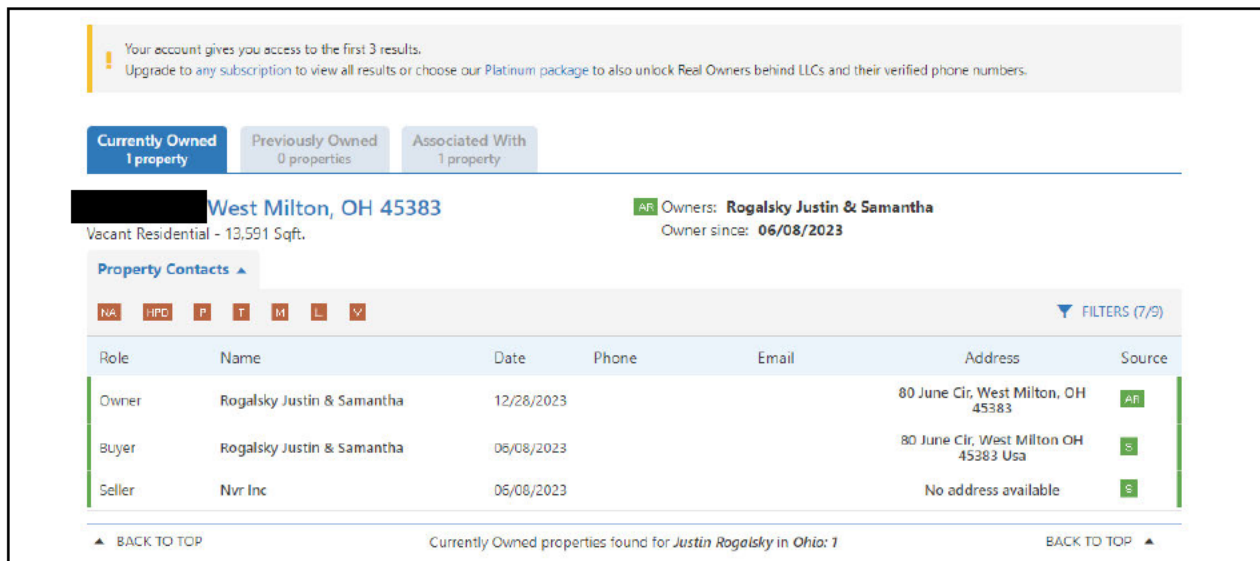 Your account gives you access to the first 3 results.
Upgrade to any subscription to view all results or choose our Platinum package to also unlock Real Owners behind LLCs and their verified phone numbers.
Currently Owned
1 property
Previously Owned
0 properties
Associated With
1 property
West Milton, OH 45383
Vacant Residential - 13,591 Sqft.
AR Owners: Rogalsky Justin & Samantha
Owner since: 06/08/2023
Property Contacts ▲
NA HPD P T M L V FILTERS (7/9)
Role Name Date Phone Email Address Source
Owner Rogalsky Justin & Samantha 12/28/2023 80 June Cir, West Milton, OH
45383 AR
Buyer Rogalsky Justin & Samantha 06/08/2023 80 June Cir, West Milton OH
45383 Usa S
Seller Nvr Inc 06/08/2023 No address available S
▲ BACK TO TOP Currently Owned properties found for Justin Rogalsky in Ohio: 1 BACK TO TOP ▲